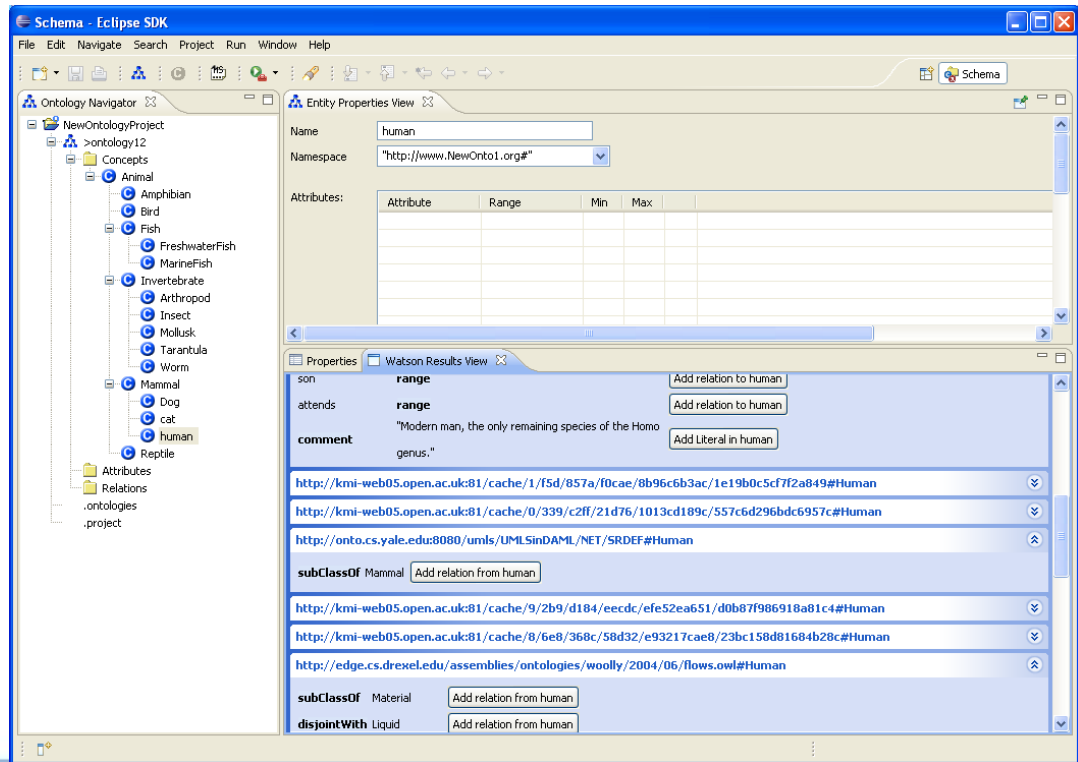 Schema - Eclipse SDK
File Edit Navigate Search Project Run Window Help
Schema
Ontology Navigator
NewOntologyProject
>ontology12
Concepts
Animal
Amphibian
Bird
Fish
FreshwaterFish
MarineFish
Invertebrate
Arthropod
Insect
Mollusk
Tarantula
Worm
Mammal
Dog
cat
human
Reptile
Attributes
Relations
.ontologies
.project
Entity Properties View
Name human
Namespace "http://www.NewOnto1.org#"
Attributes:
Attribute Range Min Max
Properties Watson Results View
son range Add relation to human
attends range Add relation to human
comment "Modern man, the only remaining species of the Homo
genus." Add Literal in human
http://kmi-web05.open.ac.uk:81/cache/1/f5d/857a/f0cae/8b96c6b3ac/1e19b0c5cf7f2a849#Human
http://kmi-web05.open.ac.uk:81/cache/0/339/c2ff/21d76/1013cd189c/557c6d296bdc6957c#Human
http://onto.cs.yale.edu:8080/umls/UMLSinDAML/NET/SRDEF#Human
subClassOf Mammal Add relation from human
http://kmi-web05.open.ac.uk:81/cache/9/2b9/d184/eecdc/efe52ea651/d0b87f986918a81c4#Human
http://kmi-web05.open.ac.uk:81/cache/8/6e8/368c/58d32/e93217cae8/23bc158d81684b28c#Human
http://edge.cs.drexel.edu/assemblies/ontologies/woolly/2004/06/flows.owl#Human
subClassOf Material Add relation from human
disjointWith Liquid Add relation from human